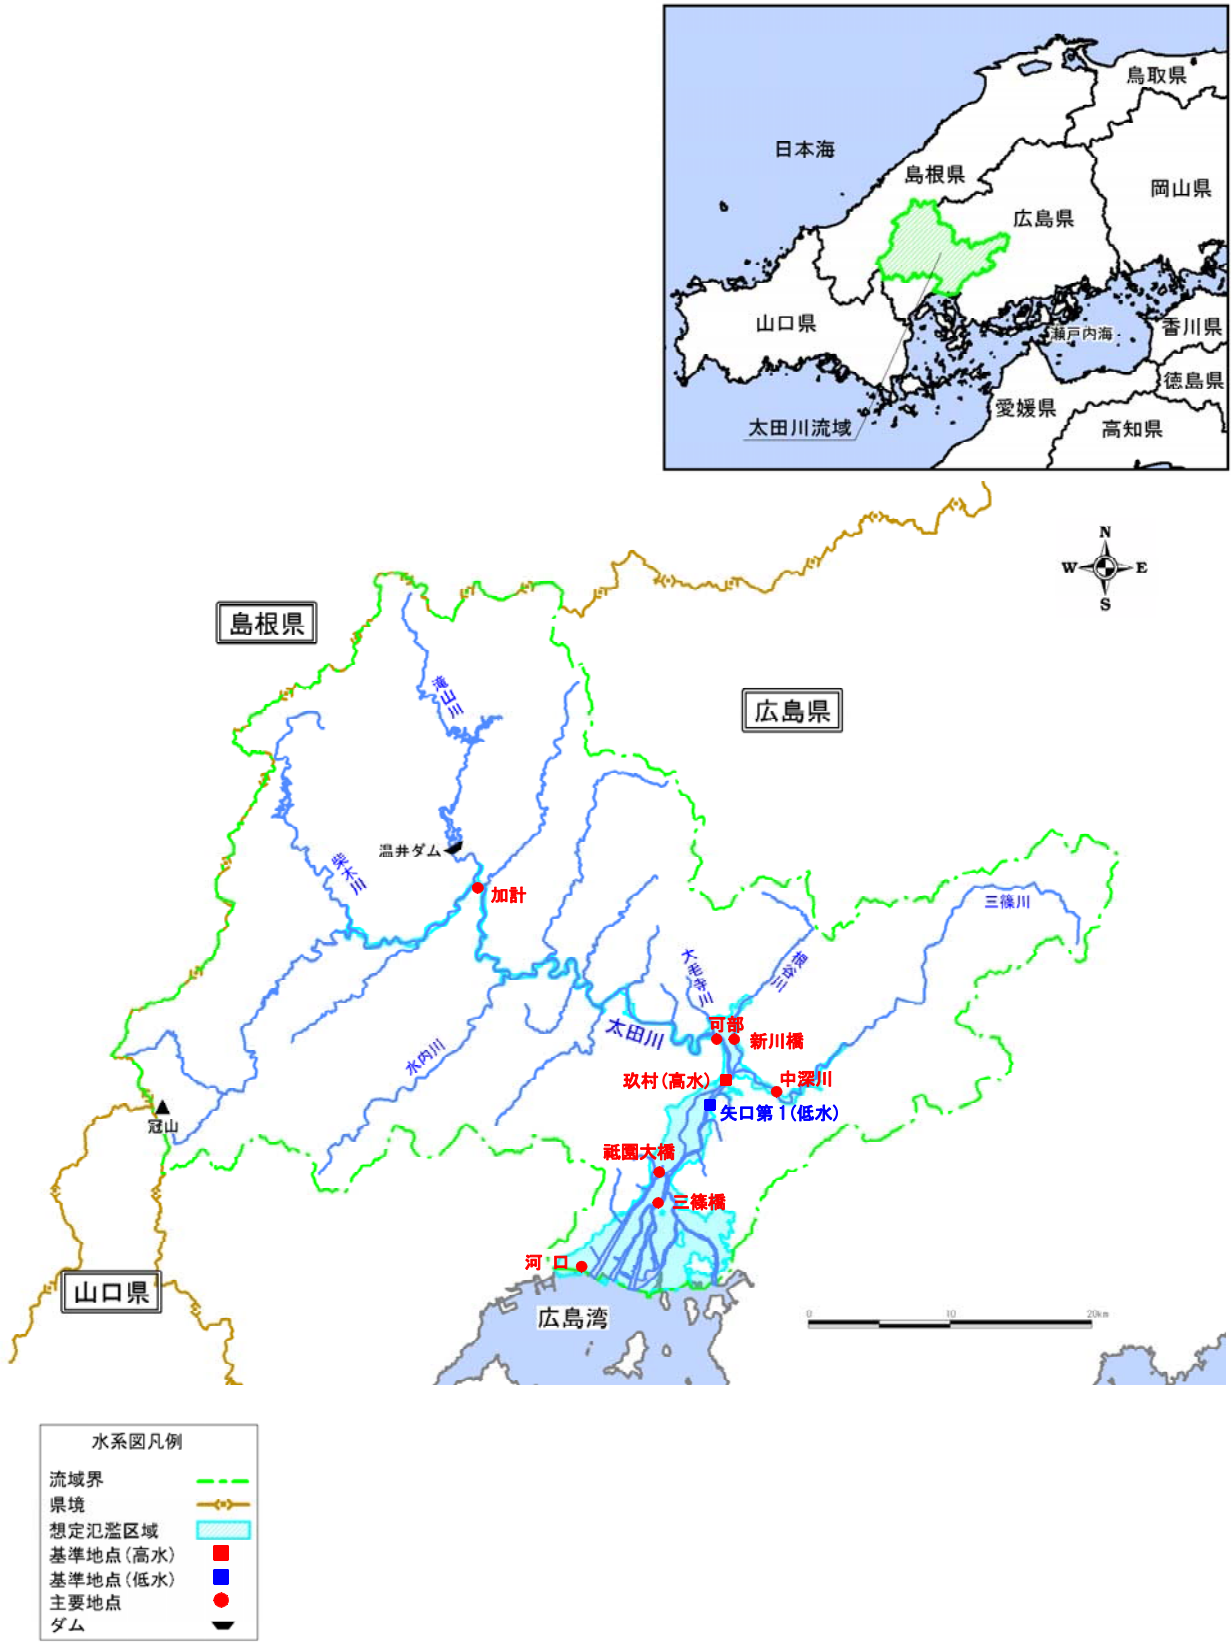 鳥取県
日本海
島根県
岡山県
広島県
山口県
香川県
瀬戸内海
徳島県
愛媛県
太田川流域
高知県
N
W E
S
島根県
滝山川
広島県
温井ダム
柴木川
加計
三篠川
大毛寺川
根谷川
太田川
可部
新川橋
水内川
玖村(高水)
中深川
矢口第1(低水)
冠山
祗園大橋
三篠橋
河口
山口県
広島湾
0 10 20km
水系図凡例
流域界
県境
想定氾濫区域
基準地点(高水)
基準地点(低水)
主要地点
ダム